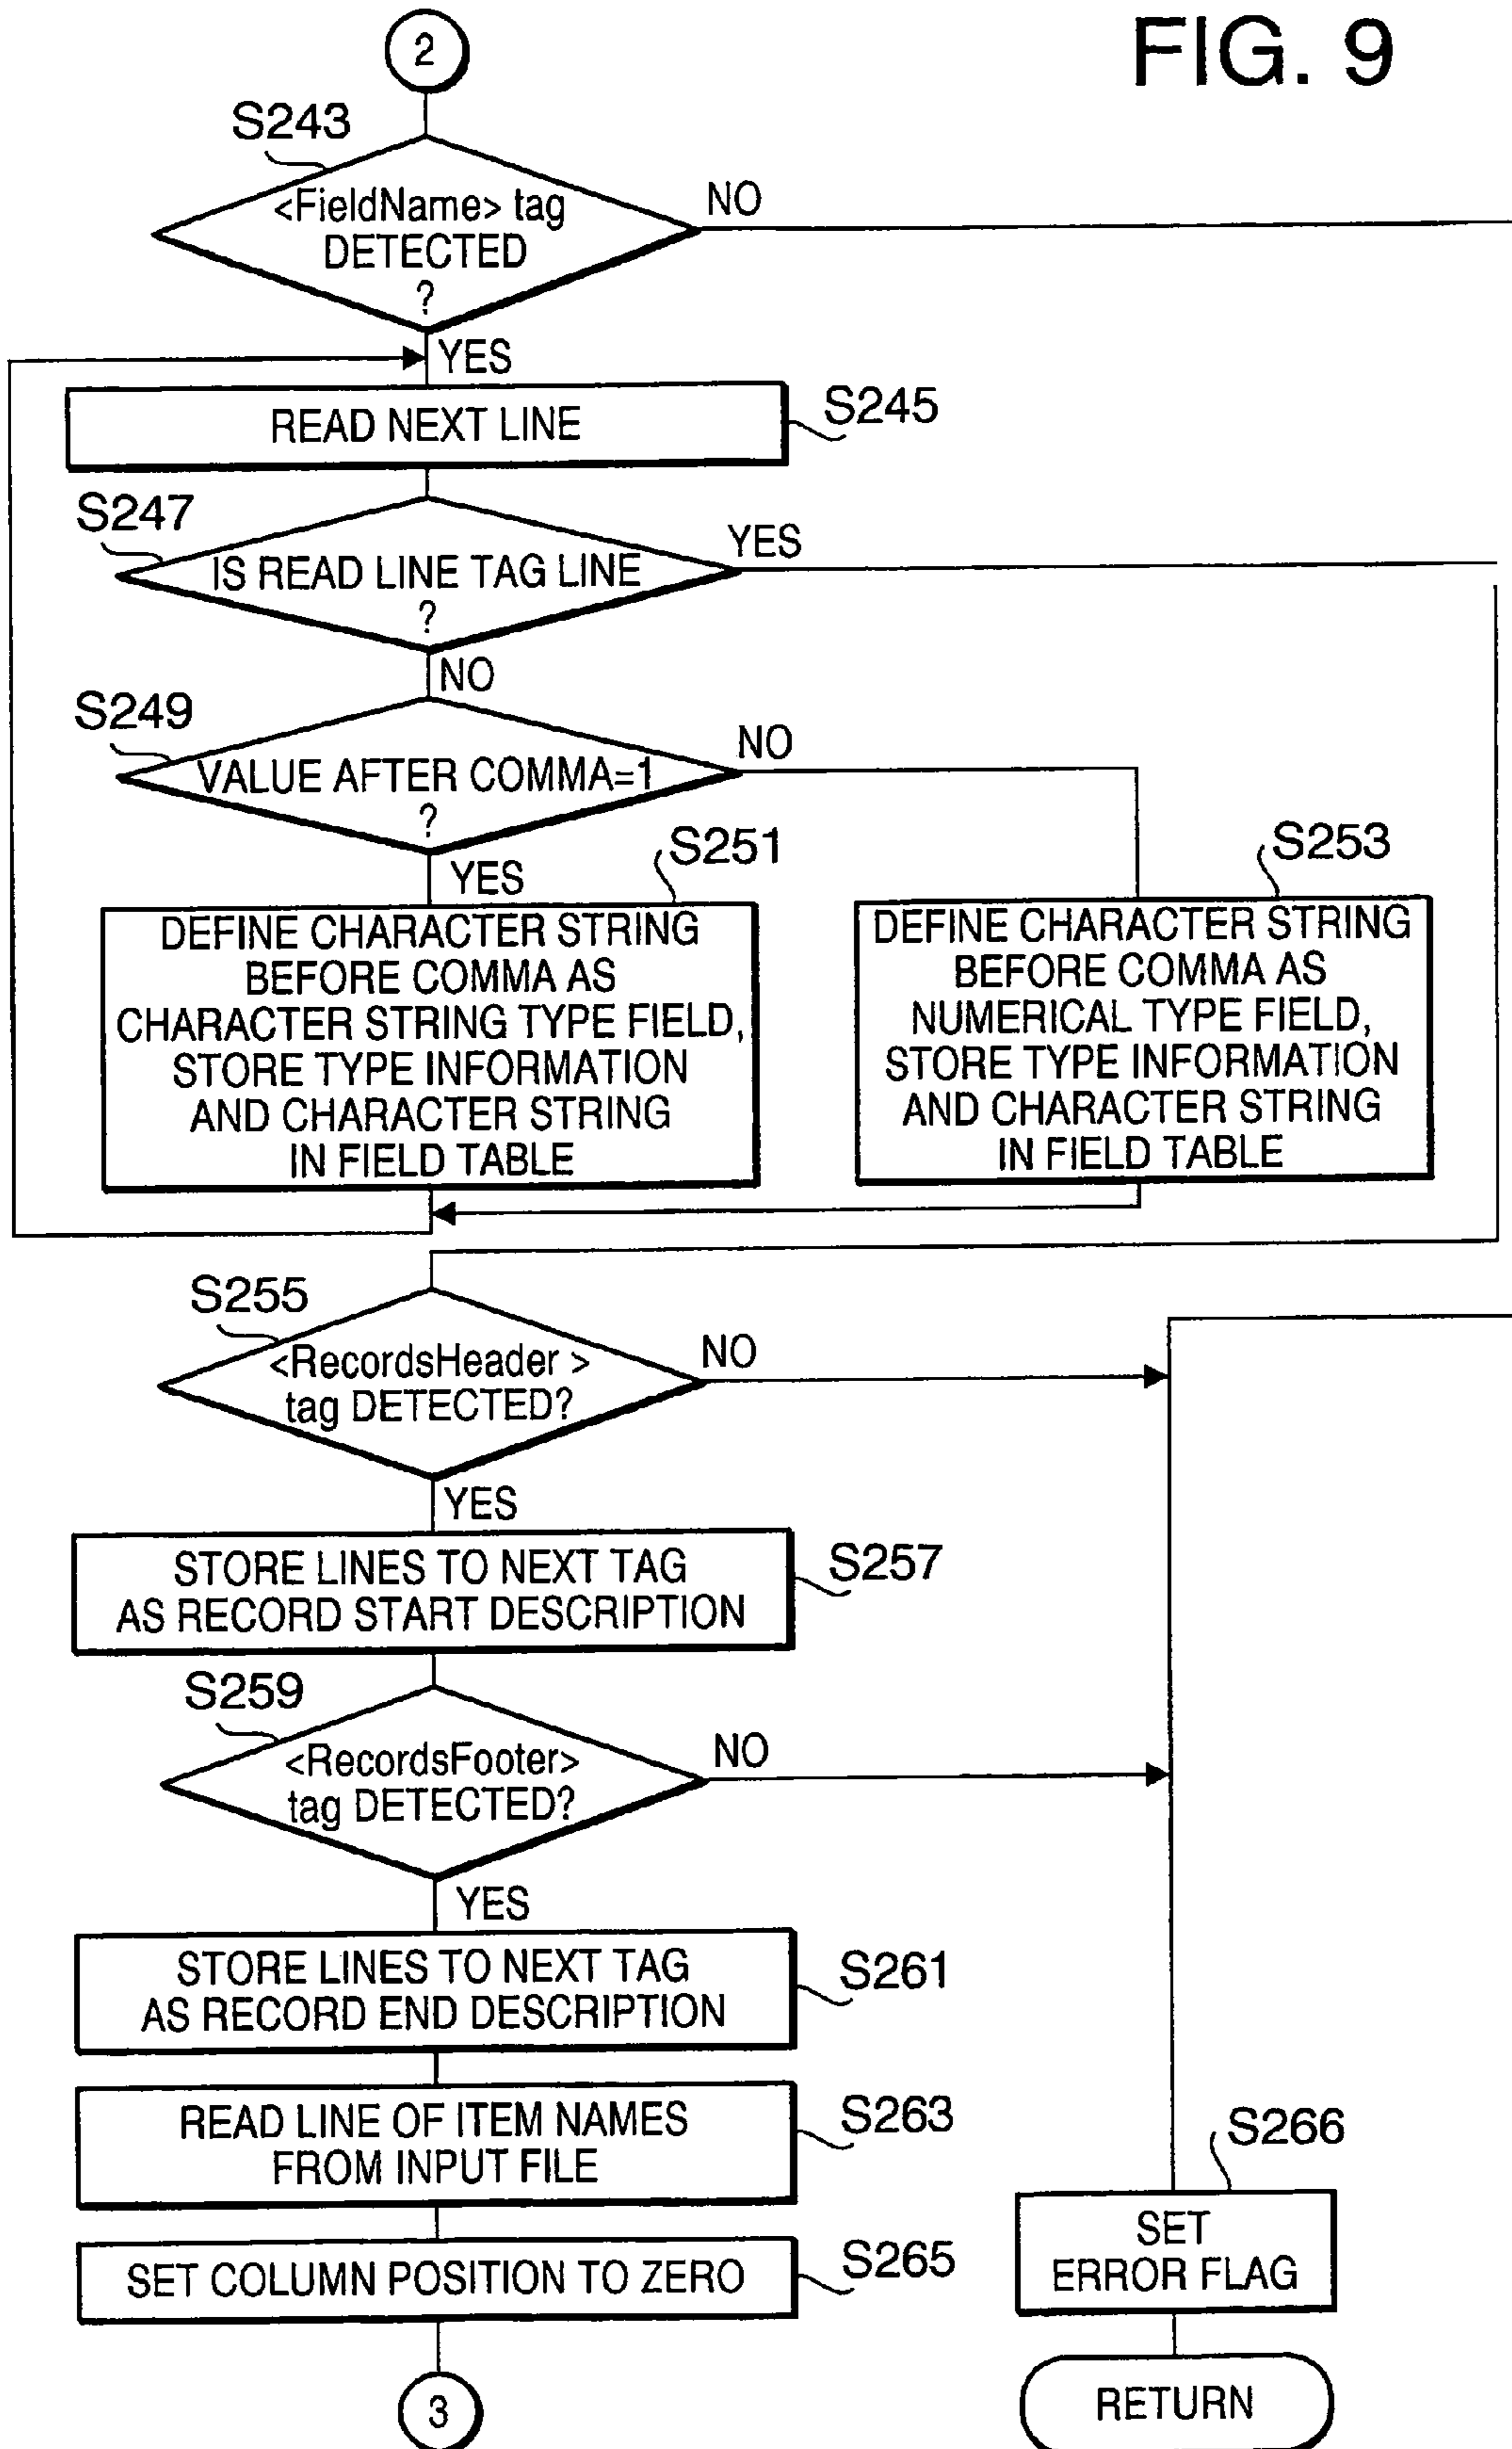 FIG. 9
2
S243
<FieldName> tag
DETECTED
?
NO
YES
READ NEXT LINE
S245
S247
IS READ LINE TAG LINE
?
YES
NO
S249
VALUE AFTER COMMA=1
?
NO
YES
S251
DEFINE CHARACTER STRING
BEFORE COMMA AS
CHARACTER STRING TYPE FIELD,
STORE TYPE INFORMATION
AND CHARACTER STRING
IN FIELD TABLE
S253
DEFINE CHARACTER STRING
BEFORE COMMA AS
NUMERICAL TYPE FIELD,
STORE TYPE INFORMATION
AND CHARACTER STRING
IN FIELD TABLE
S255
<RecordsHeader >
tag DETECTED?
NO
YES
STORE LINES TO NEXT TAG
AS RECORD START DESCRIPTION
S257
S259
<RecordsFooter>
tag DETECTED?
NO
YES
STORE LINES TO NEXT TAG
AS RECORD END DESCRIPTION
S261
READ LINE OF ITEM NAMES
FROM INPUT FILE
S263
SET COLUMN POSITION TO ZERO
S265
3
S266
SET
ERROR FLAG
RETURN